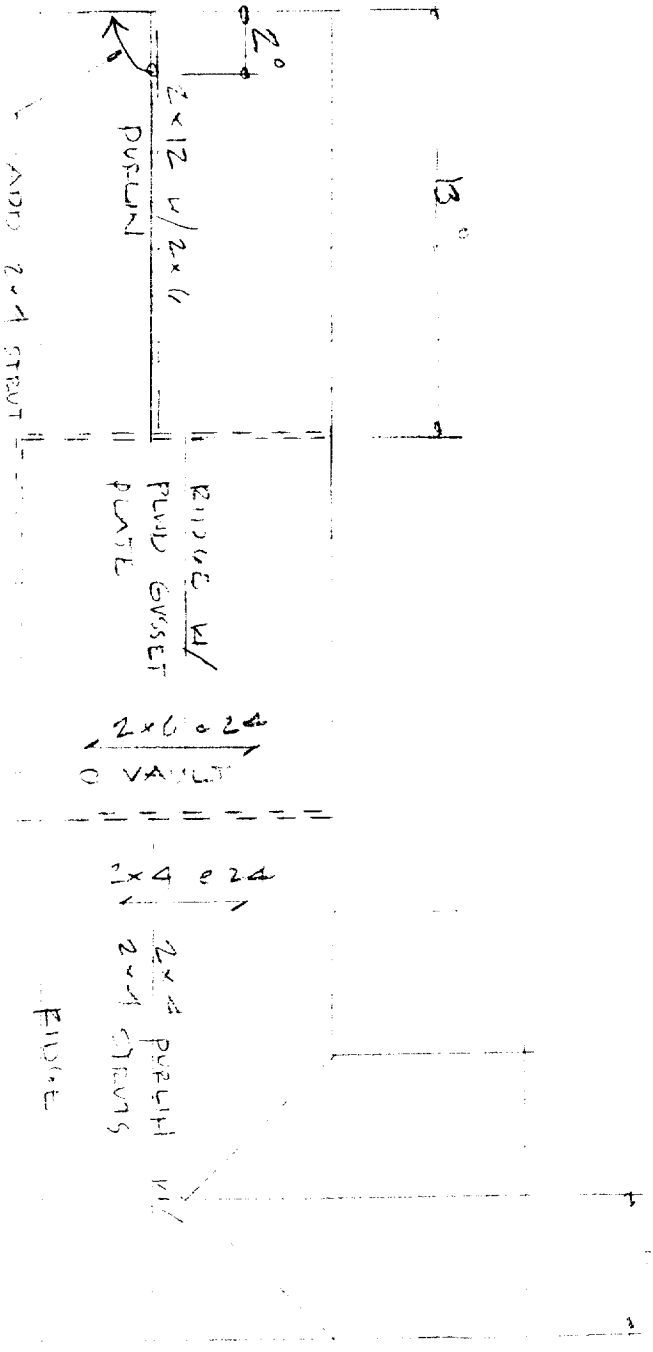 13°
2°
2x12 W/2x6
PURLIN
ADD 2x4 STRUT
RIDGE W/
PLWD GUSSET
PLATE
2x6 @ 24
@ VAULT
2x4 @ 24
2x4 PURLIN W/
2x4 STRUTS
RIDGE